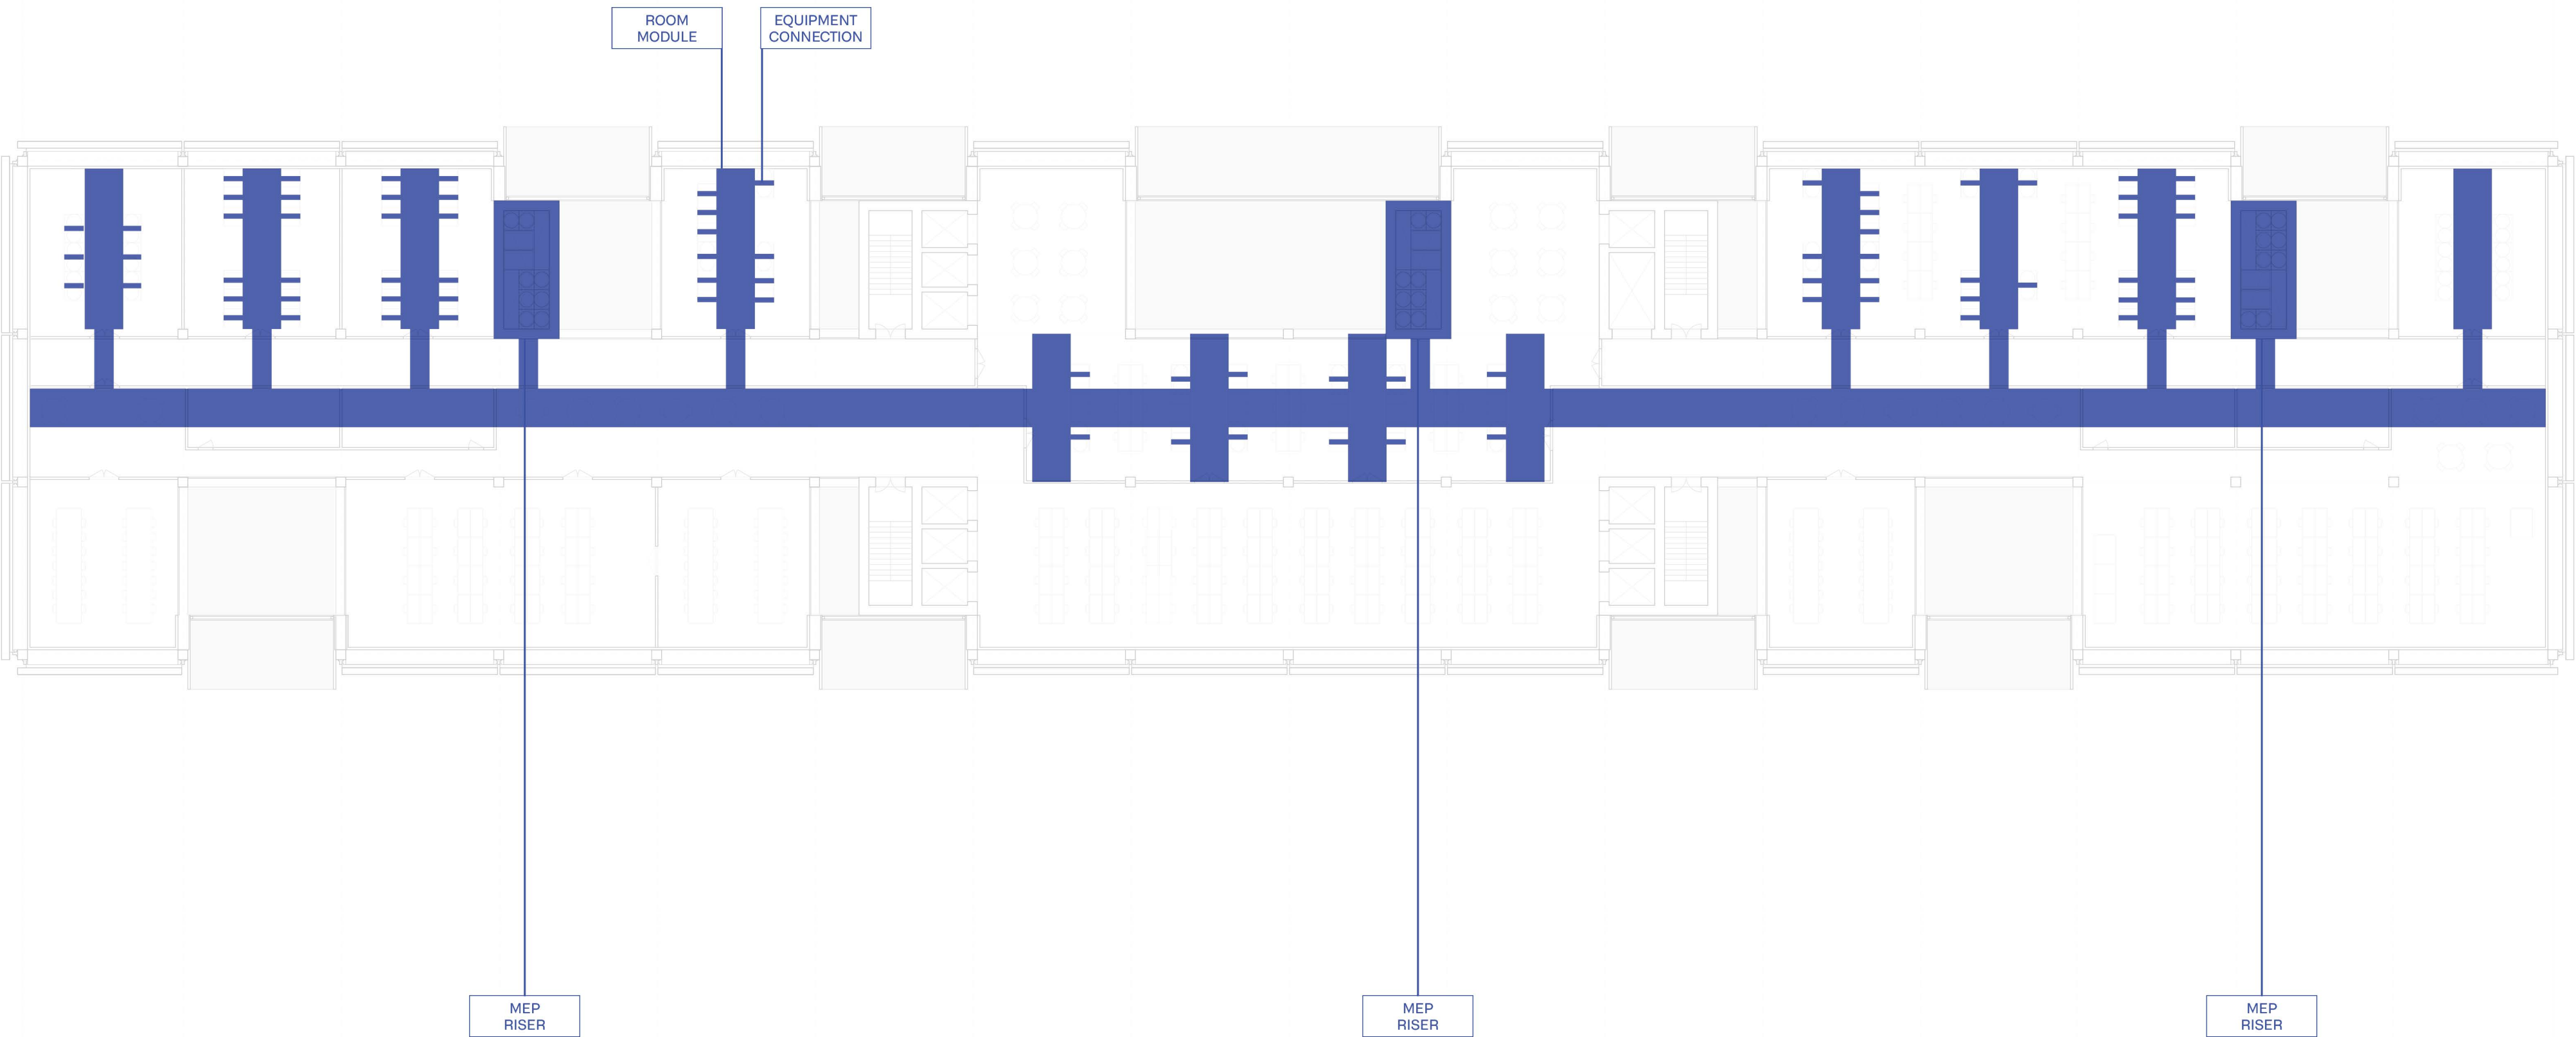 ROOM
MODULE
EQUIPMENT
CONNECTION
MEP
RISER
MEP
RISER
MEP
RISER